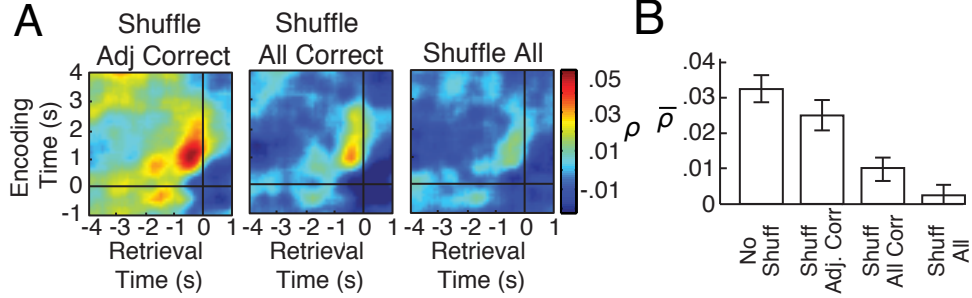 A
B
Shuffle
Adj Correct
Shuffle
All Correct
Shuffle All
Encoding
Time (s)
4
3
2
1
0
-1
-4 -3 -2 -1 0 1
-4 -3 -2 -1 0 1
-4 -3 -2 -1 0 1
Retrieval
Time (s)
Retrieval
Time (s)
Retrieval
Time (s)
.05
.03
.01
-.01
ρ
ρ̅
.04
.03
.02
.01
0
No
Shuff
Shuff
Adj. Corr
Shuff
All Corr
Shuff
All